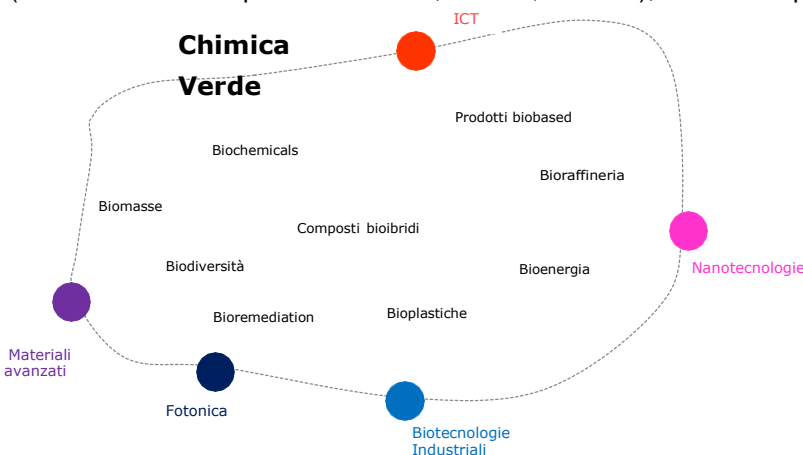 ICT
Chimica
Verde
Prodotti biobased
Biochemicals
Bioraffineria
Biomasse
Composti bioibridi
Biodiversità
Bioenergia
Nanotecnologie
Bioremediation
Bioplastiche
Materiali
avanzati
Fotonica
Biotecnologie
Industriali